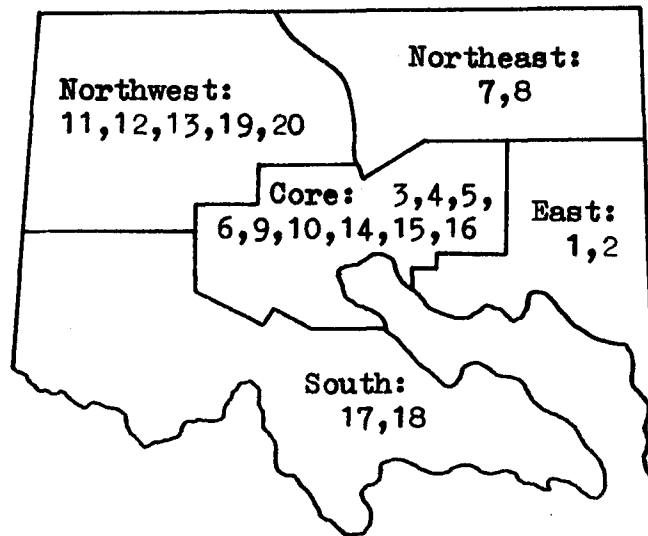 Northeast:
7,8
Northwest:
11,12,13,19,20
Core: 3,4,5,
6,9,10,14,15,16
East:
1,2
South:
17,18